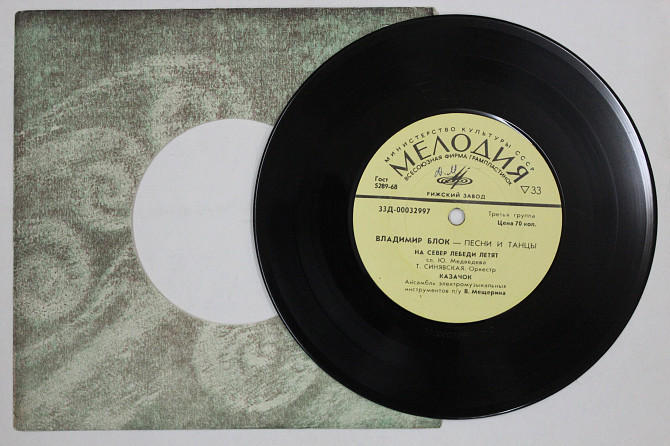 МИНИСТЕРСТВО КУЛЬТУРЫ СССР
МЕЛОДИЯ
ВСЕСОЮЗНАЯ ФИРМА ГРАМПЛАСТИНОК
Гост
5289-68
РИЖСКИЙ ЗАВОД
▽33
33Д-00032997
Третья группа
Цена 70 коп.
ВЛАДИМИР БЛОК — ПЕСНИ И ТАНЦЫ
НА СЕВЕР ЛЕБЕДИ ЛЕТЯТ
сл. Ю. Медведева
Т. СИНЯВСКАЯ, Оркестр
КАЗАЧОК
Ансамбль электромузыкальных
инструментов п/у В. Мещерина